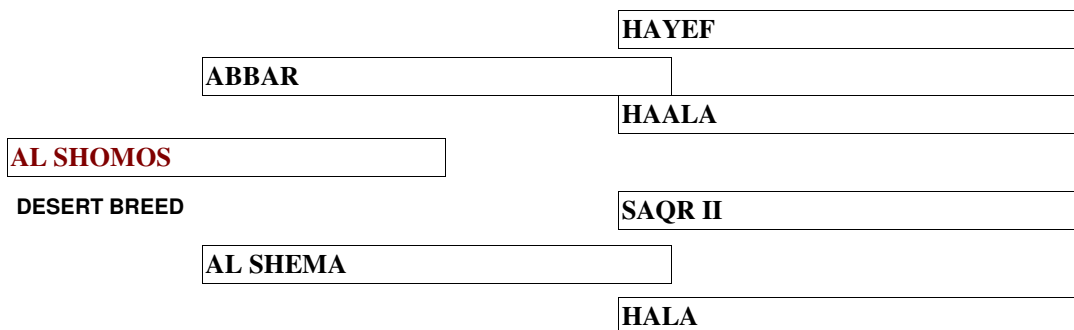 HAYEF
ABBAR
HAALA
AL SHOMOS
DESERT BREED
SAQR II
AL SHEMA
HALA